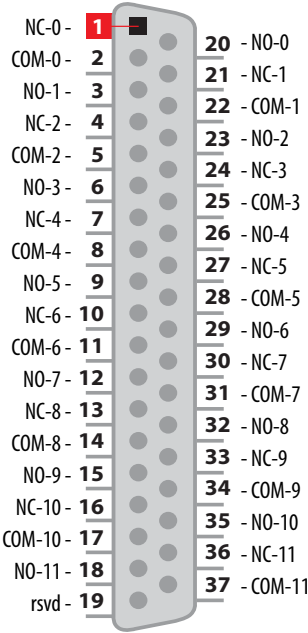 NC-0 - 1
COM-0 - 2
NO-1 - 3
NC-2 - 4
COM-2 - 5
NO-3 - 6
NC-4 - 7
COM-4 - 8
NO-5 - 9
NC-6 - 10
COM-6 - 11
NO-7 - 12
NC-8 - 13
COM-8 - 14
NO-9 - 15
NC-10 - 16
COM-10 - 17
NO-11 - 18
rsvd - 19
20 - NO-0
21 - NC-1
22 - COM-1
23 - NO-2
24 - NC-3
25 - COM-3
26 - NO-4
27 - NC-5
28 - COM-5
29 - NO-6
30 - NC-7
31 - COM-7
32 - NO-8
33 - NC-9
34 - COM-9
35 - NO-10
36 - NC-11
37 - COM-11